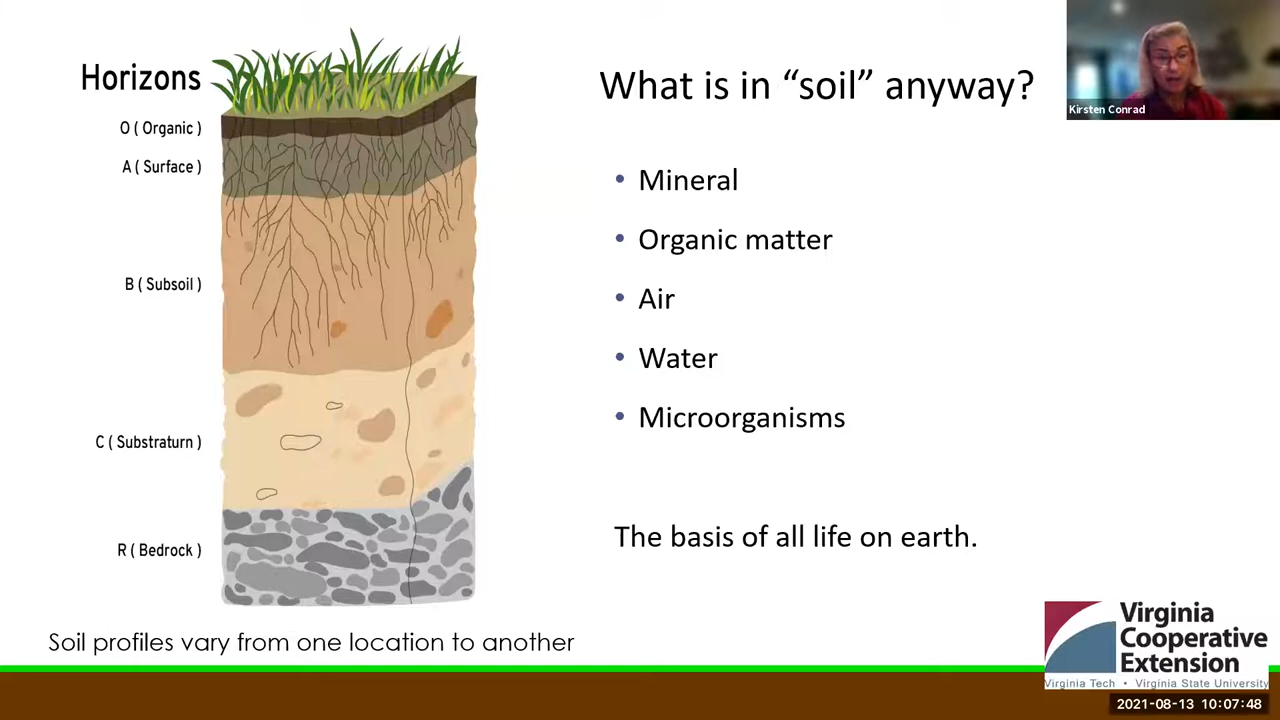 Horizons
O ( Organic )
A ( Surface )
B ( Subsoil )
C ( Substraturn )
R ( Bedrock )
Soil profiles vary from one location to another
What is in “soil” anyway?
• Mineral
• Organic matter
• Air
• Water
• Microorganisms
The basis of all life on earth.
Kirsten Conrad
Virginia
Cooperative
Extension
Virginia Tech • Virginia State University
2021-08-13 10:07:48